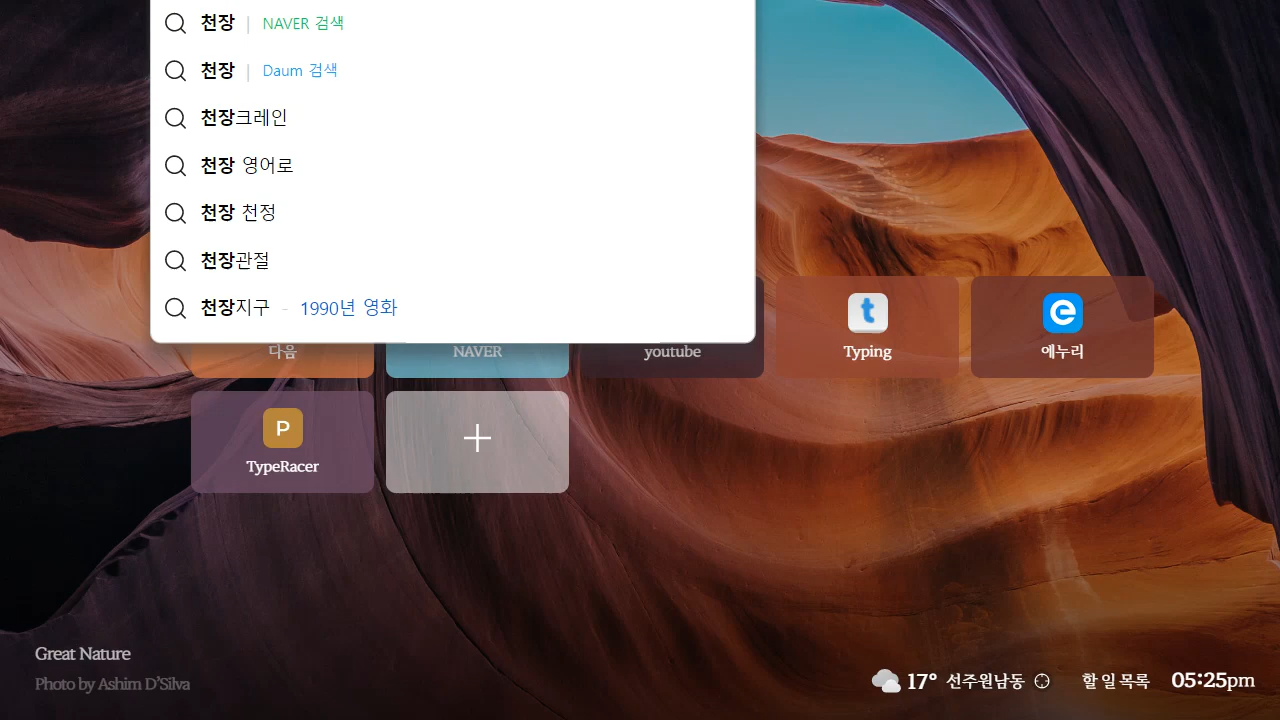 천장 | NAVER 검색
천장 | Daum 검색
천장크레인
천장 영어로
천장 천정
천장관절
천장지구 – 1990년 영화
다음 NAVER youtube Typing 에누리
P
TypeRacer
Great Nature
Photo by Ashim D'Silva
17° 선주원남동 할 일 목록 05:25pm